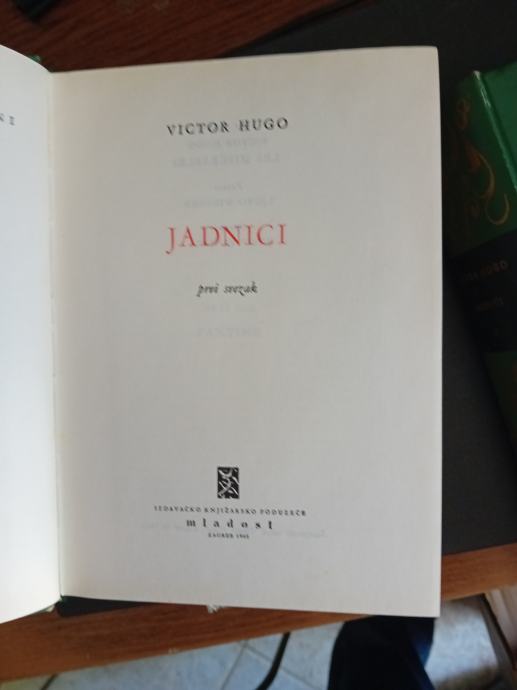 VICTOR HUGO
JADNICI
prvi svezak
IZDAVAČKO KNJIŽARSKO PODUZEĆE
mladost
ZAGREB